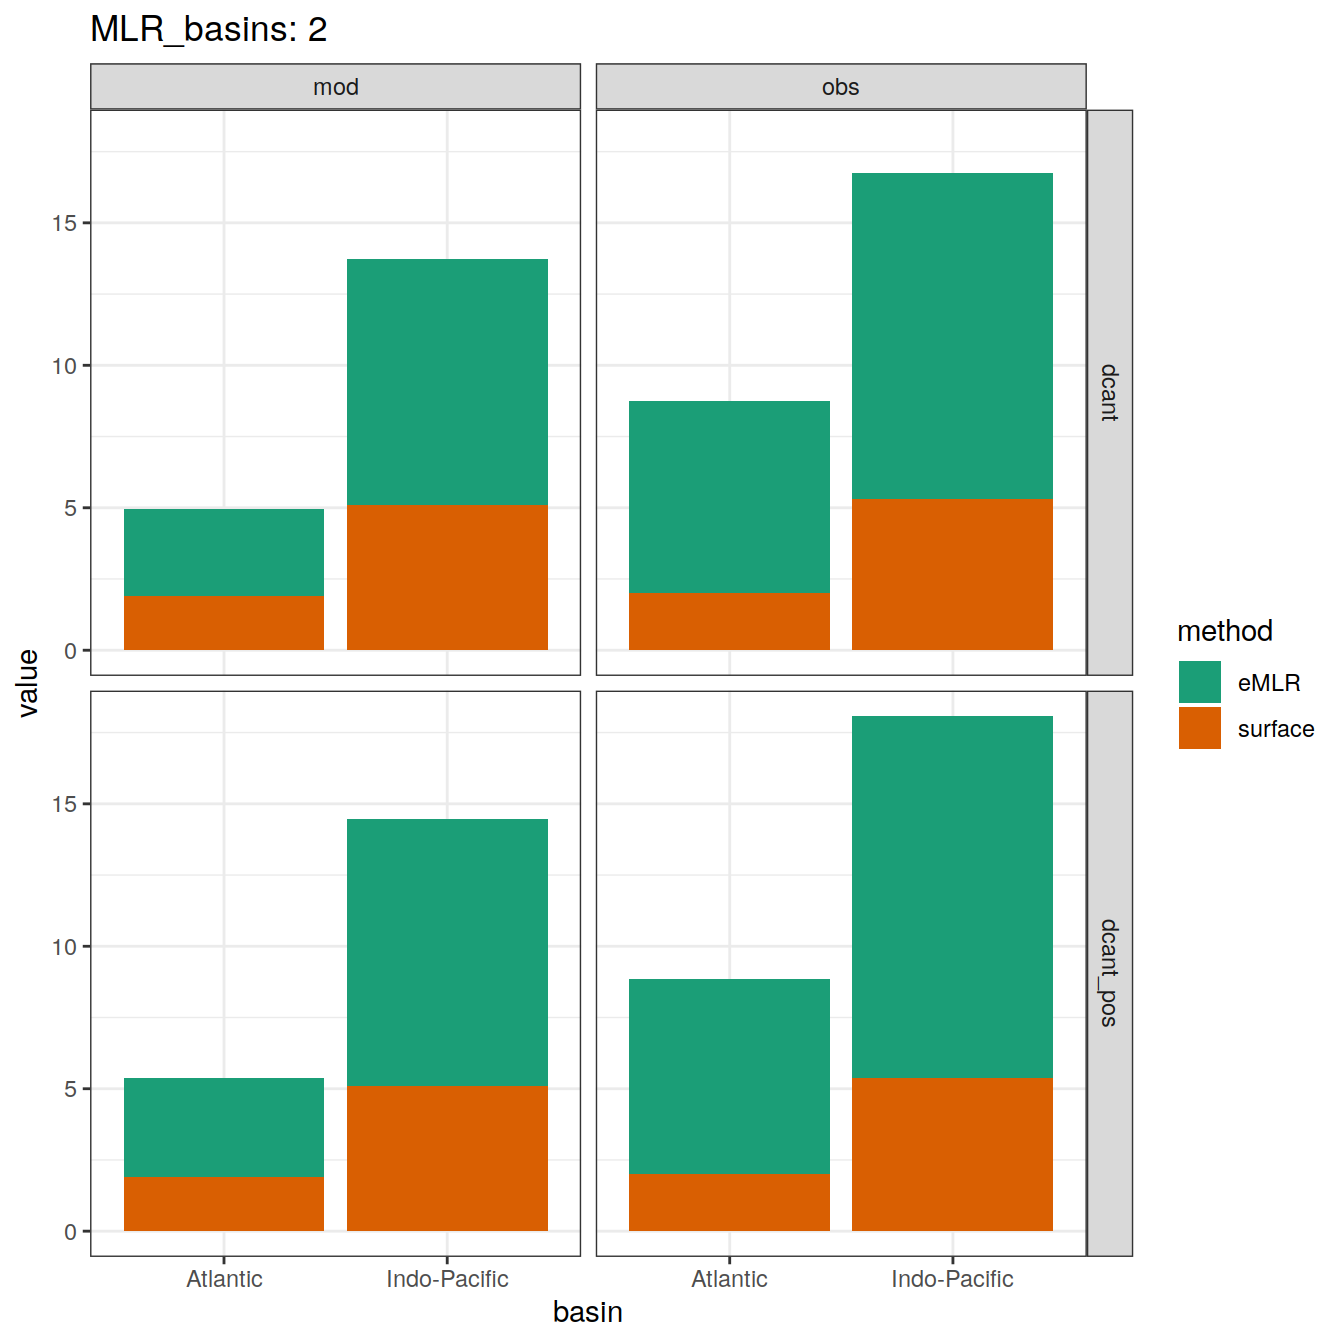 MLR_basins: 2
mod
obs
15
10
5
0
dcant
15
10
5
0
dcant_pos
value
Atlantic
Indo-Pacific
Atlantic
Indo-Pacific
basin
method
eMLR
surface